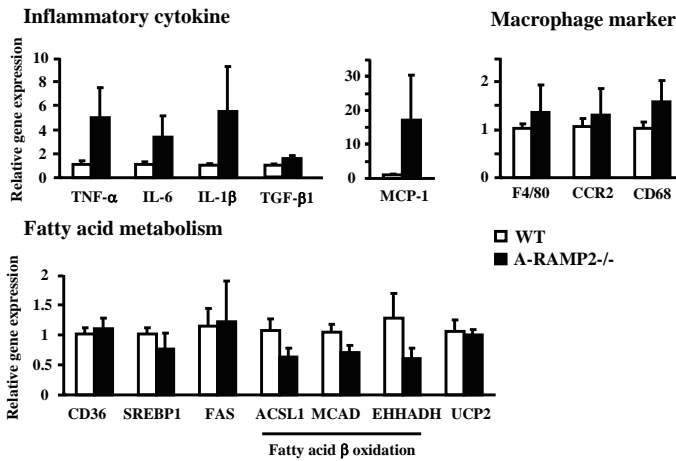 Inflammatory cytokine
Relative gene expression
10
8
6
4
2
0
TNF-α IL-6 IL-1β TGF-β1
30
20
10
0
MCP-1
Macrophage marker
2
1
0
F4/80 CCR2 CD68
WT
A-RAMP2-/-
Fatty acid metabolism
Relative gene expression
2
1.5
1
0.5
0
CD36 SREBP1 FAS ACSL1 MCAD EHHADH UCP2
Fatty acid β oxidation